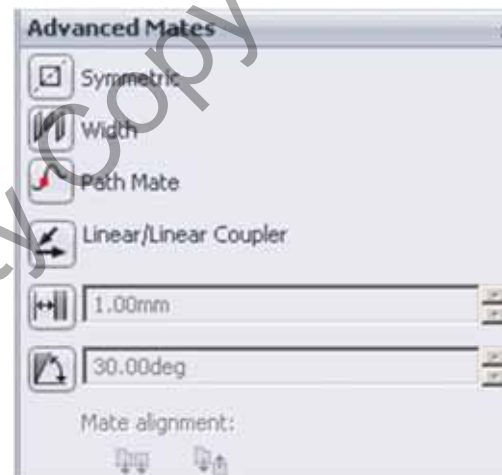 Advanced Mates
Symmetric
Width
Path Mate
Linear/Linear Coupler
1.00mm
30.00deg
Mate alignment: